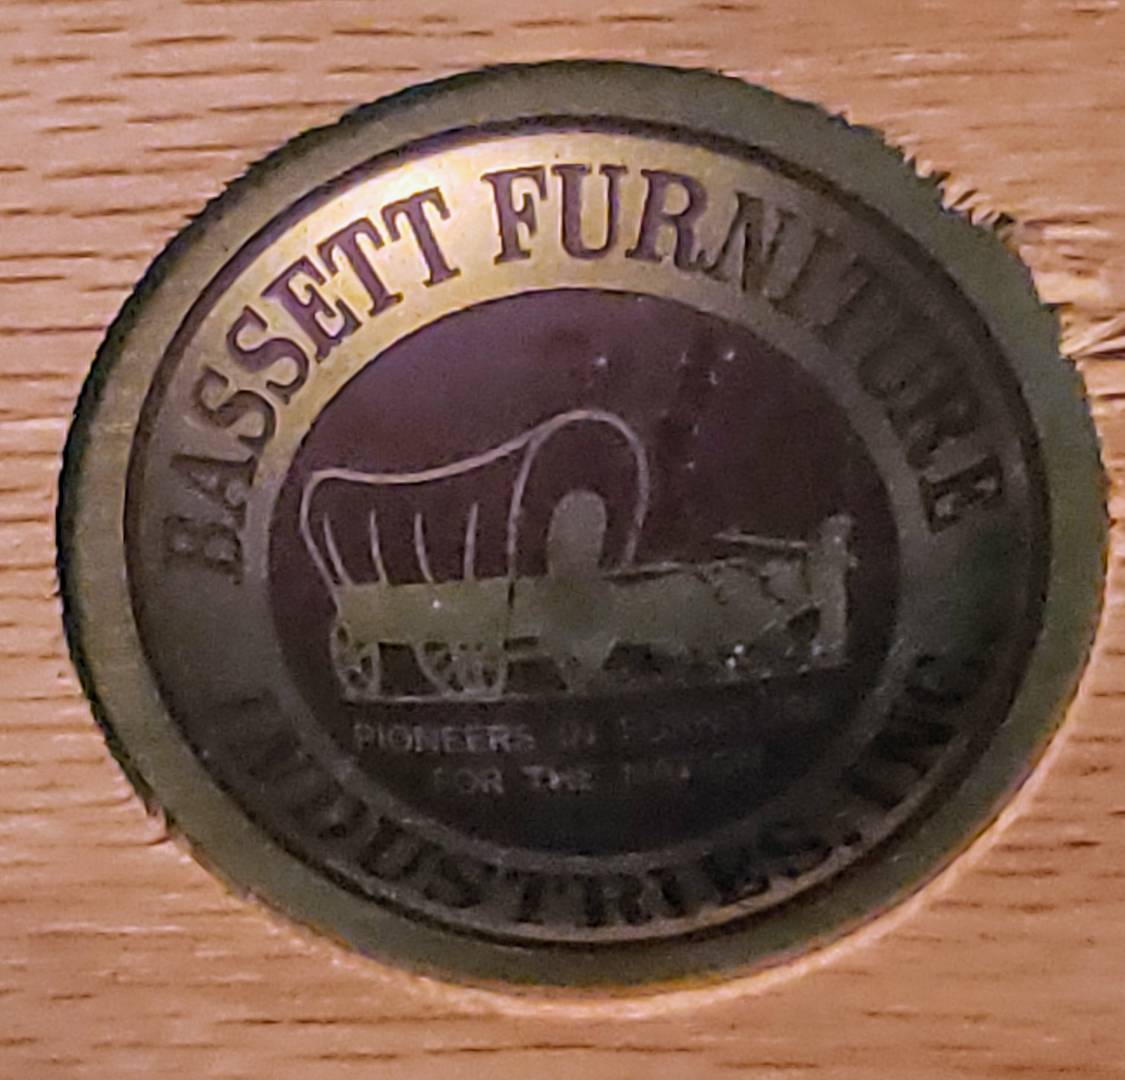 BASSETT FURNITURE
PIONEERS IN
FOR THE
INDUSTRIES, INC